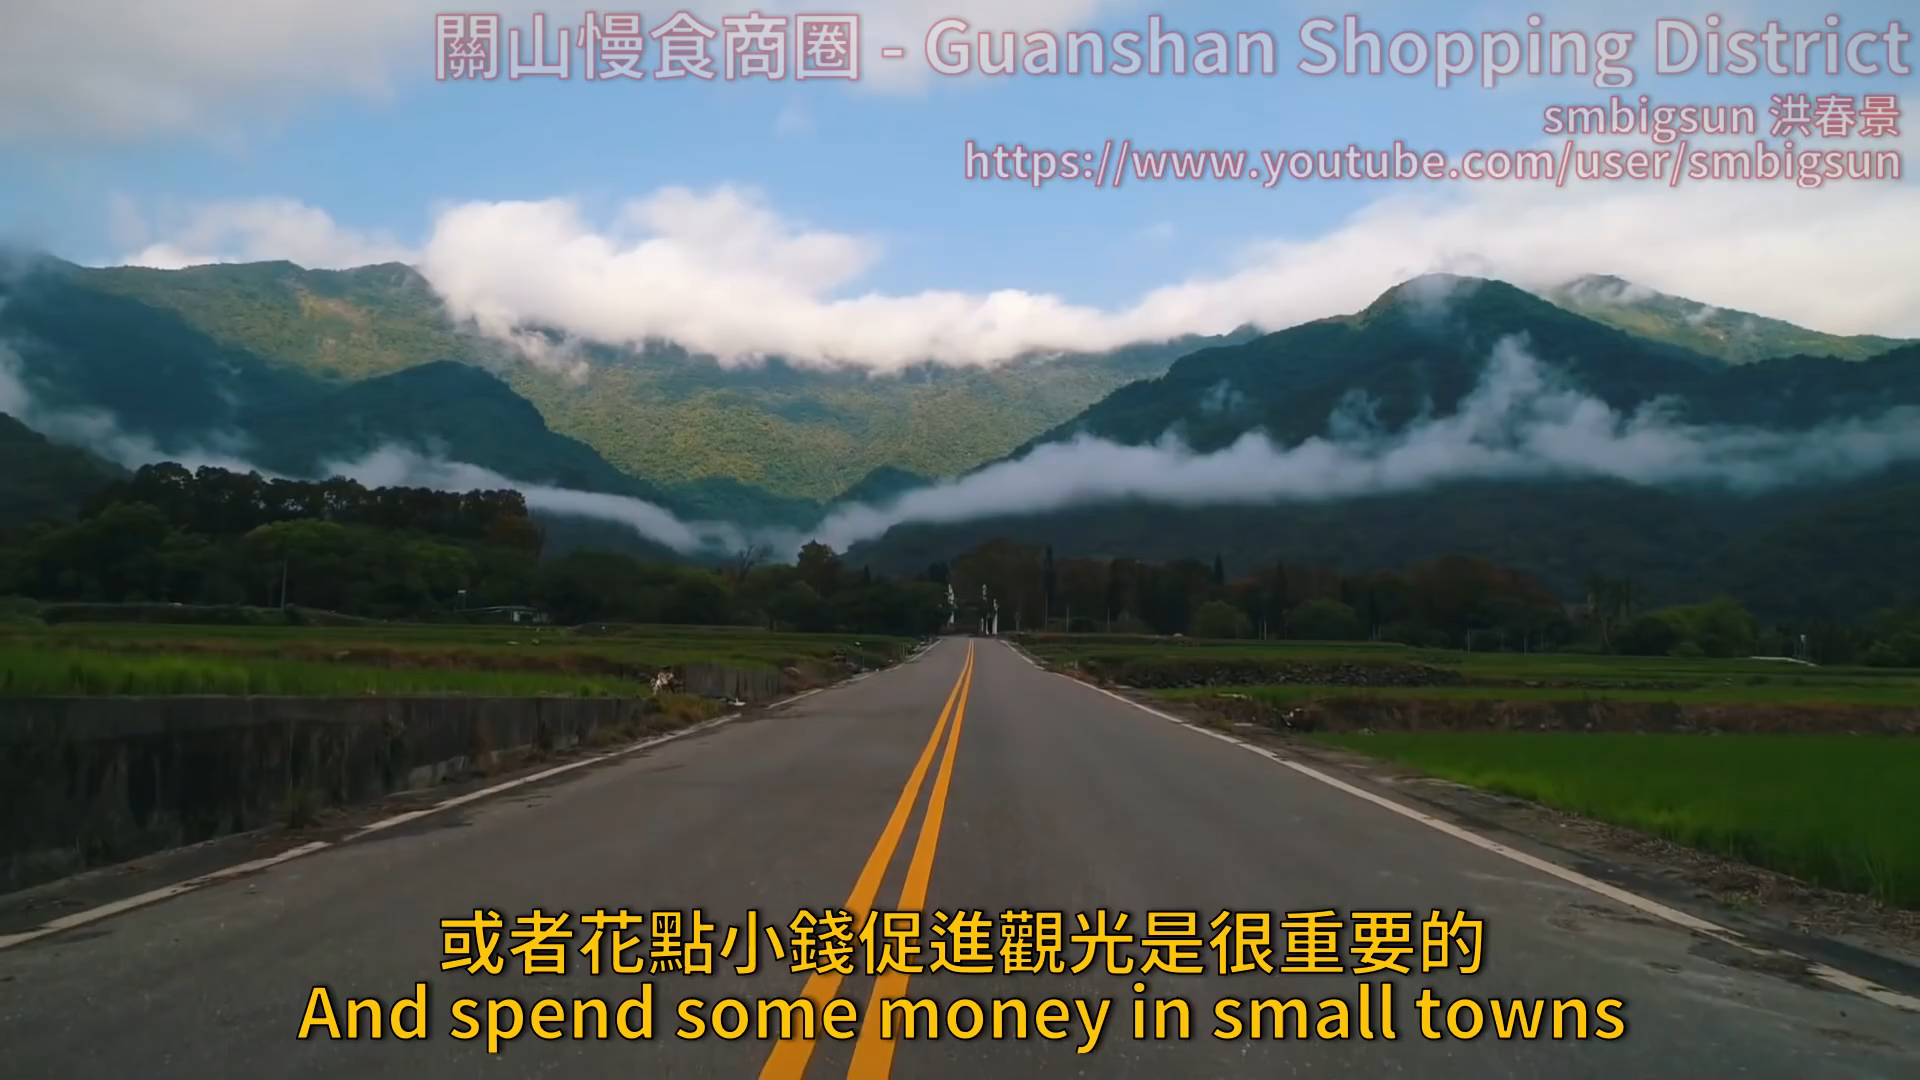 關山慢食商圈 - Guanshan Shopping District
smbigsun 洪春景
https://www.youtube.com/user/smbigsun
或者花點小錢促進觀光是很重要的
And spend some money in small towns